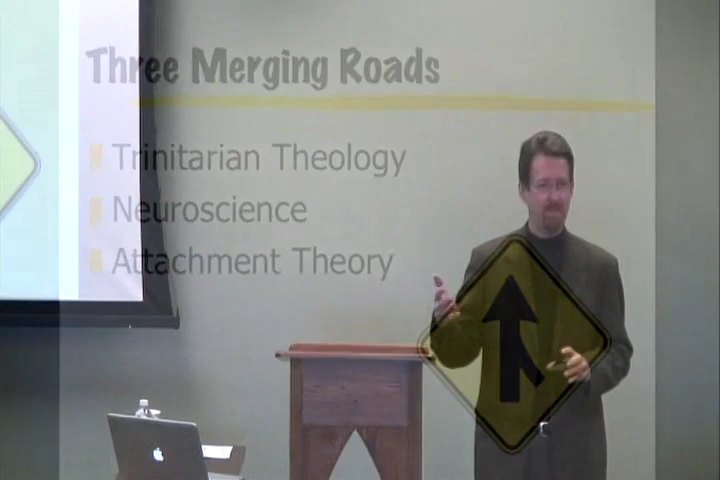 Three Merging Roads
Trinitarian Theology
Neuroscience
Attachment Theory